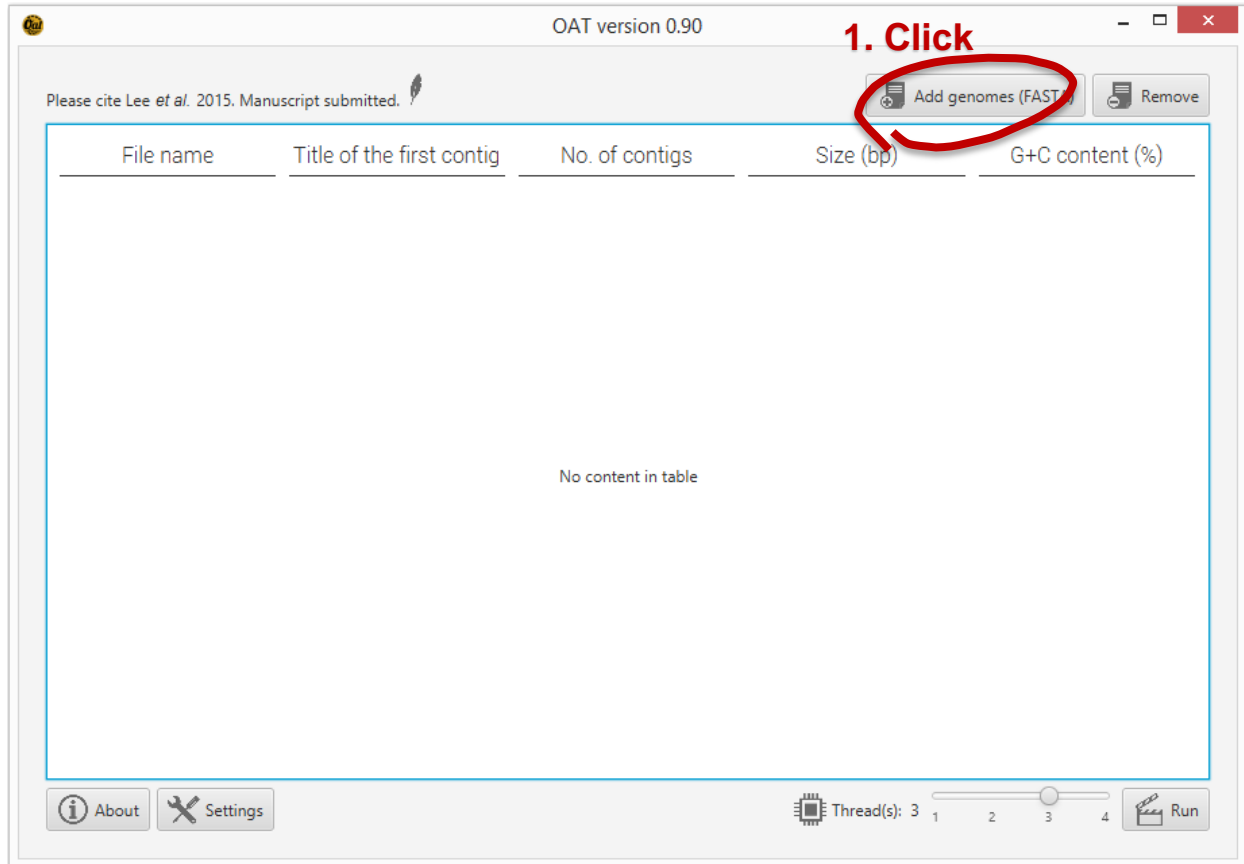 Oat
OAT version 0.90
1. Click
Please cite Lee et al. 2015. Manuscript submitted.
Add genomes (FASTA)
Remove
File name Title of the first contig No. of contigs Size (bp) G+C content (%)
No content in table
About Settings Thread(s): 3 1 2 3 4 Run